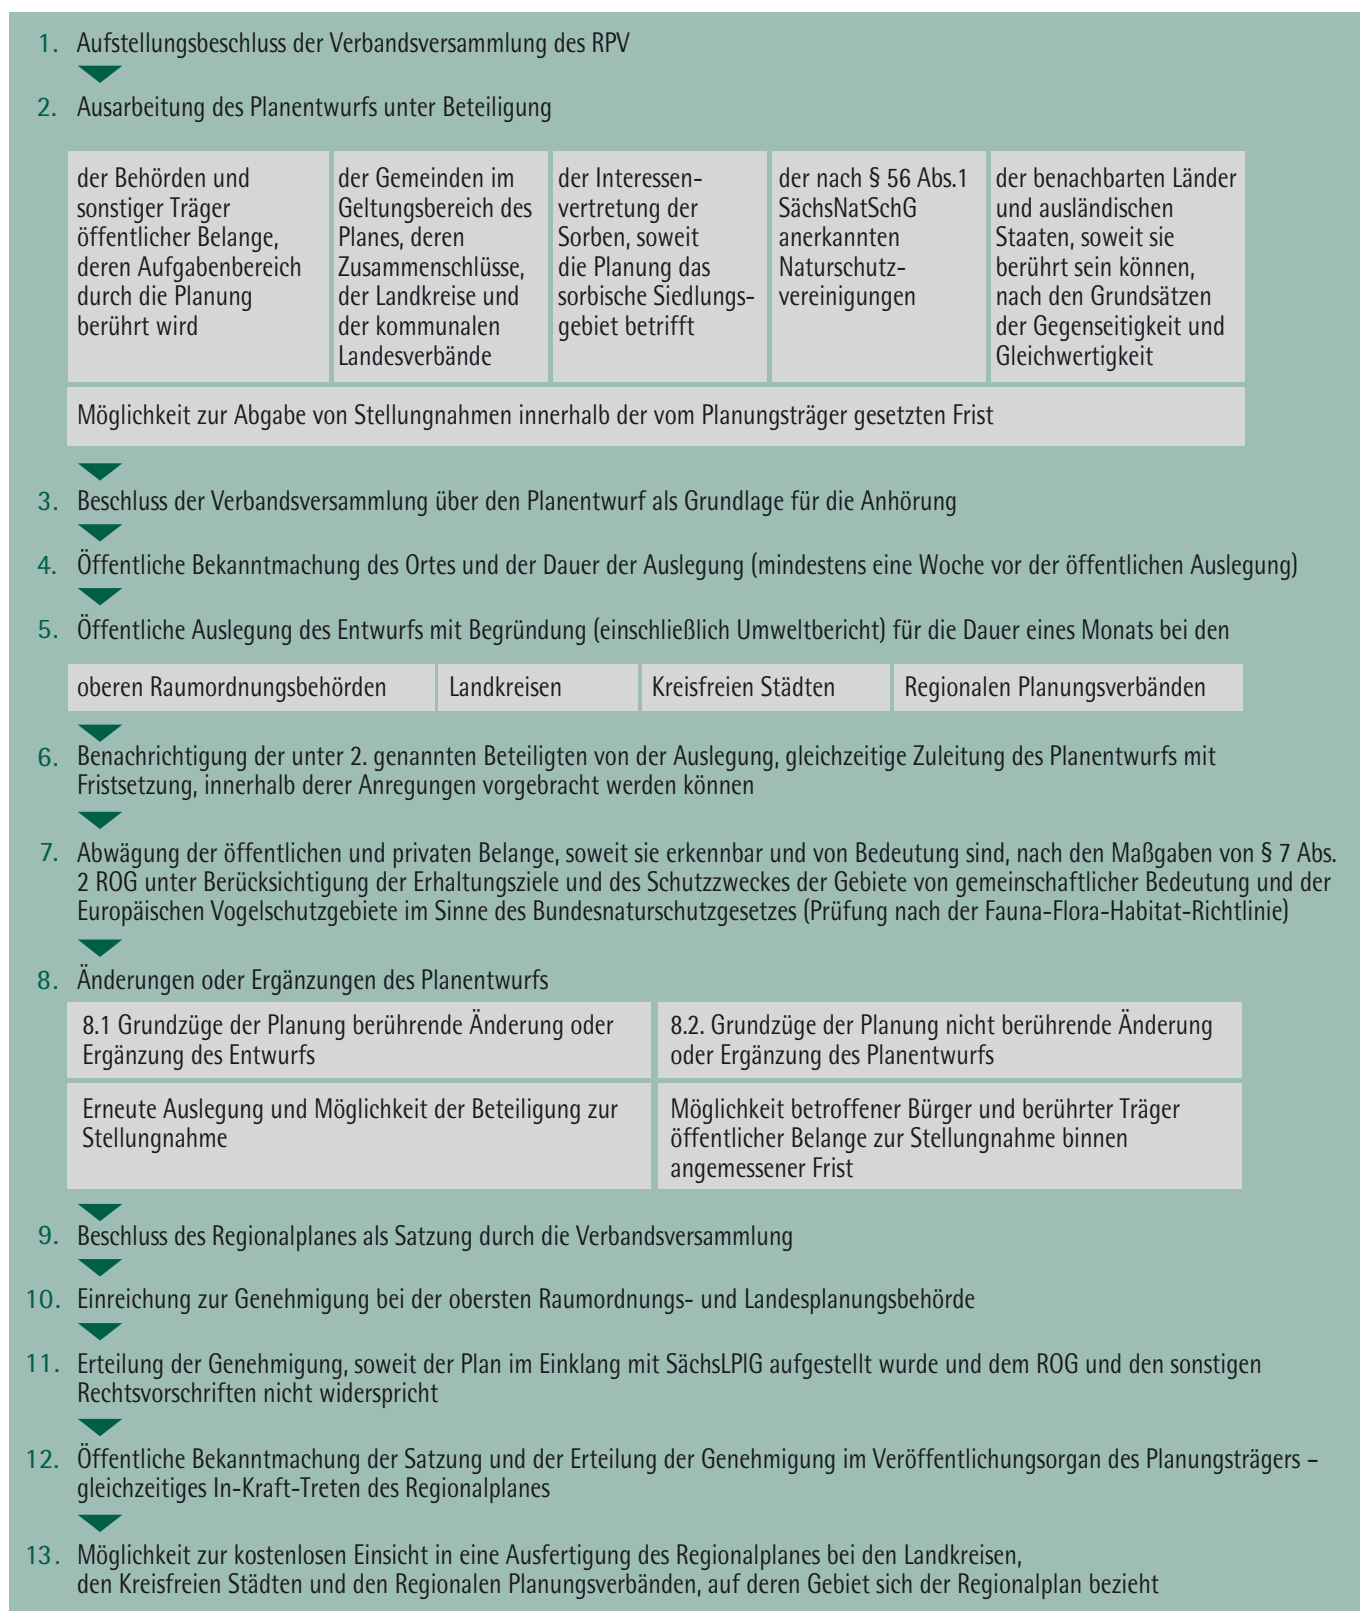 1. Aufstellungsbeschluss der Verbandsversammlung des RPV
2. Ausarbeitung des Planentwurfs unter Beteiligung
der Behörden und
sonstiger Träger
öffentlicher Belange,
deren Aufgabenbereich
durch die Planung
berührt wird
der Gemeinden im
Geltungsbereich des
Planes, deren
Zusammenschlüsse,
der Landkreise und
der kommunalen
Landesverbände
der Interessen-
vertretung der
Sorben, soweit
die Planung das
sorbische Siedlungs-
gebiet betrifft
der nach § 56 Abs.1
SächsNatSchG
anerkannten
Naturschutz-
vereinigungen
der benachbarten Länder
und ausländischen
Staaten, soweit sie
berührt sein können,
nach den Grundsätzen
der Gegenseitigkeit und
Gleichwertigkeit
Möglichkeit zur Abgabe von Stellungnahmen innerhalb der vom Planungsträger gesetzten Frist
3. Beschluss der Verbandsversammlung über den Planentwurf als Grundlage für die Anhörung
4. Öffentliche Bekanntmachung des Ortes und der Dauer der Auslegung (mindestens eine Woche vor der öffentlichen Auslegung)
5. Öffentliche Auslegung des Entwurfs mit Begründung (einschließlich Umweltbericht) für die Dauer eines Monats bei den
oberen Raumordnungsbehörden
Landkreisen
Kreisfreien Städten
Regionalen Planungsverbänden
6. Benachrichtigung der unter 2. genannten Beteiligten von der Auslegung, gleichzeitige Zuleitung des Planentwurfs mit
Fristsetzung, innerhalb derer Anregungen vorgebracht werden können
7. Abwägung der öffentlichen und privaten Belange, soweit sie erkennbar und von Bedeutung sind, nach den Maßgaben von § 7 Abs.
2 ROG unter Berücksichtigung der Erhaltungsziele und des Schutzzweckes der Gebiete von gemeinschaftlicher Bedeutung und der
Europäischen Vogelschutzgebiete im Sinne des Bundesnaturschutzgesetzes (Prüfung nach der Fauna-Flora-Habitat-Richtlinie)
8. Änderungen oder Ergänzungen des Planentwurfs
8.1 Grundzüge der Planung berührende Änderung oder
Ergänzung des Entwurfs
8.2. Grundzüge der Planung nicht berührende Änderung
oder Ergänzung des Planentwurfs
Erneute Auslegung und Möglichkeit der Beteiligung zur
Stellungnahme
Möglichkeit betroffener Bürger und berührter Träger
öffentlicher Belange zur Stellungnahme binnen
angemessener Frist
9. Beschluss des Regionalplanes als Satzung durch die Verbandsversammlung
10. Einreichung zur Genehmigung bei der obersten Raumordnungs- und Landesplanungsbehörde
11. Erteilung der Genehmigung, soweit der Plan im Einklang mit SächsLPlG aufgestellt wurde und dem ROG und den sonstigen
Rechtsvorschriften nicht widerspricht
12. Öffentliche Bekanntmachung der Satzung und der Erteilung der Genehmigung im Veröffentlichungsorgan des Planungsträgers –
gleichzeitiges In-Kraft-Treten des Regionalplanes
13. Möglichkeit zur kostenlosen Einsicht in eine Ausfertigung des Regionalplanes bei den Landkreisen,
den Kreisfreien Städten und den Regionalen Planungsverbänden, auf deren Gebiet sich der Regionalplan bezieht